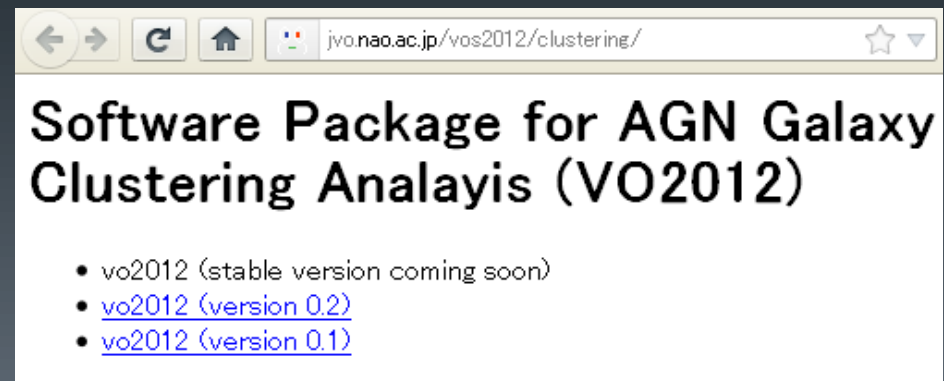 jvo.nao.ac.jp/vos2012/clustering/
Software Package for AGN Galaxy
Clustering Analayis (VO2012)
• vo2012 (stable version coming soon)
• vo2012 (version 0.2)
• vo2012 (version 0.1)